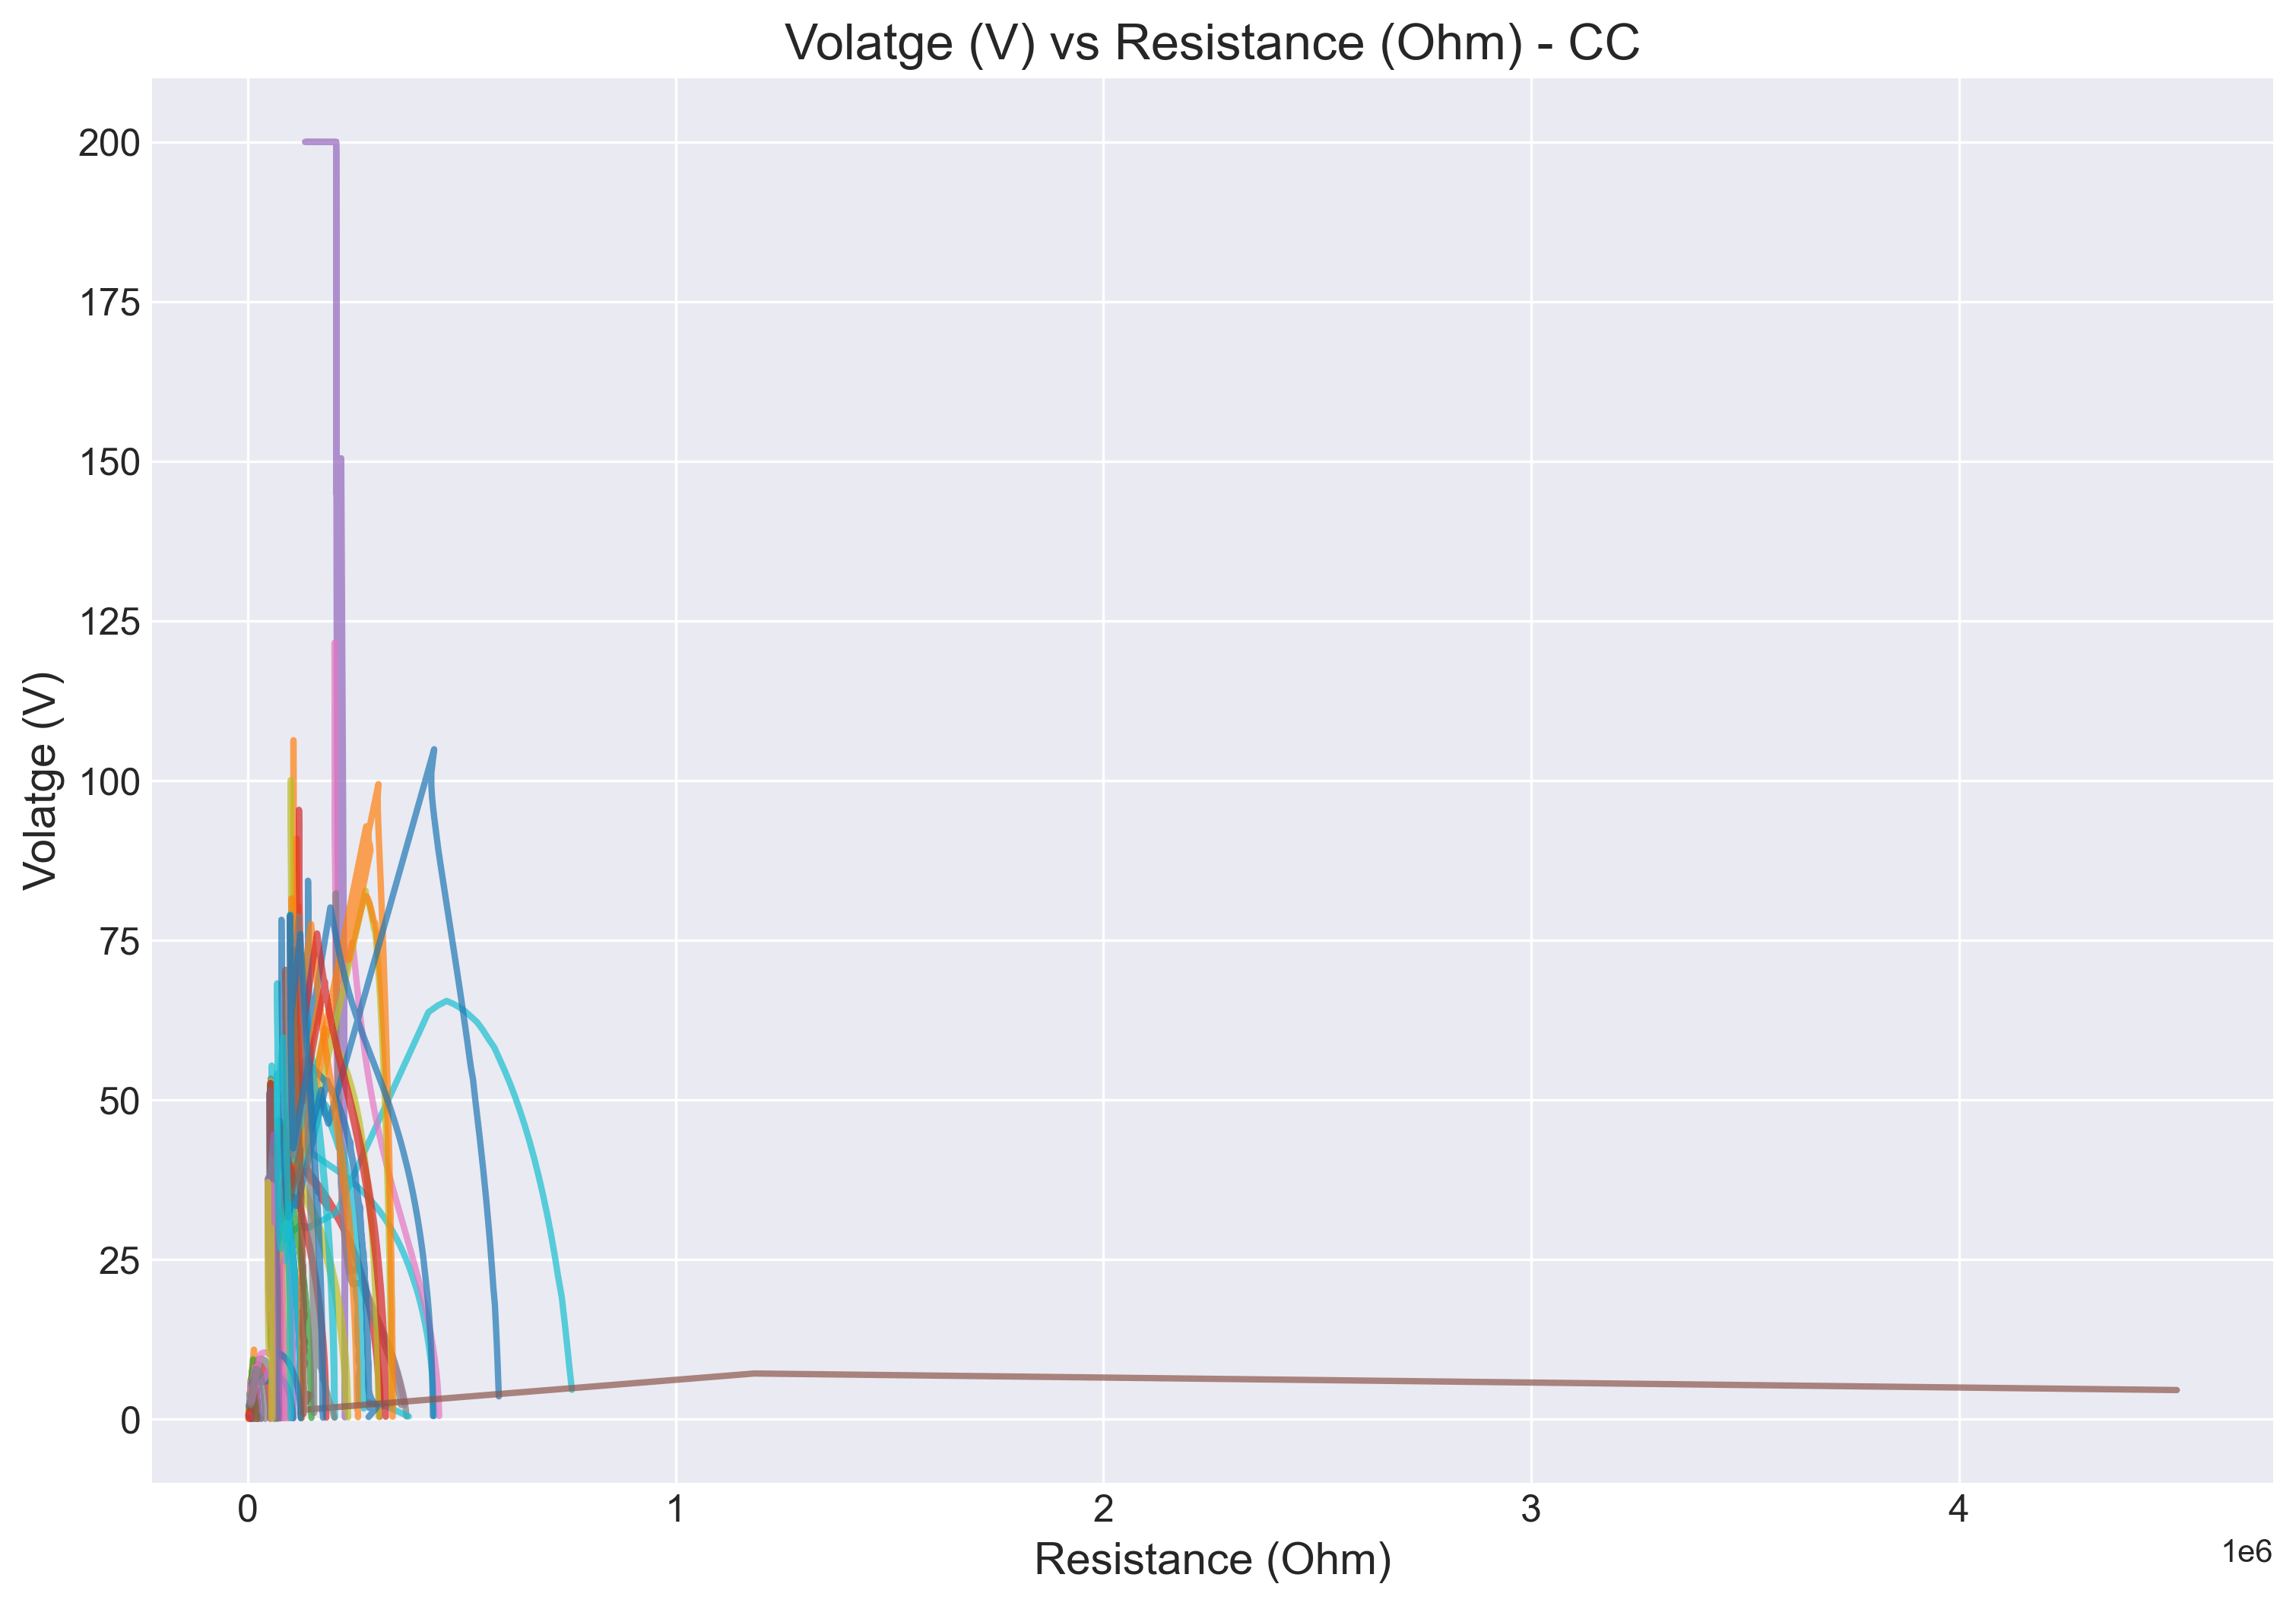 Volatge (V) vs Resistance (Ohm) - CC
200
175
150
125
100
75
50
25
0
Volatge (V)
0 1 2 3 4
1e6
Resistance (Ohm)